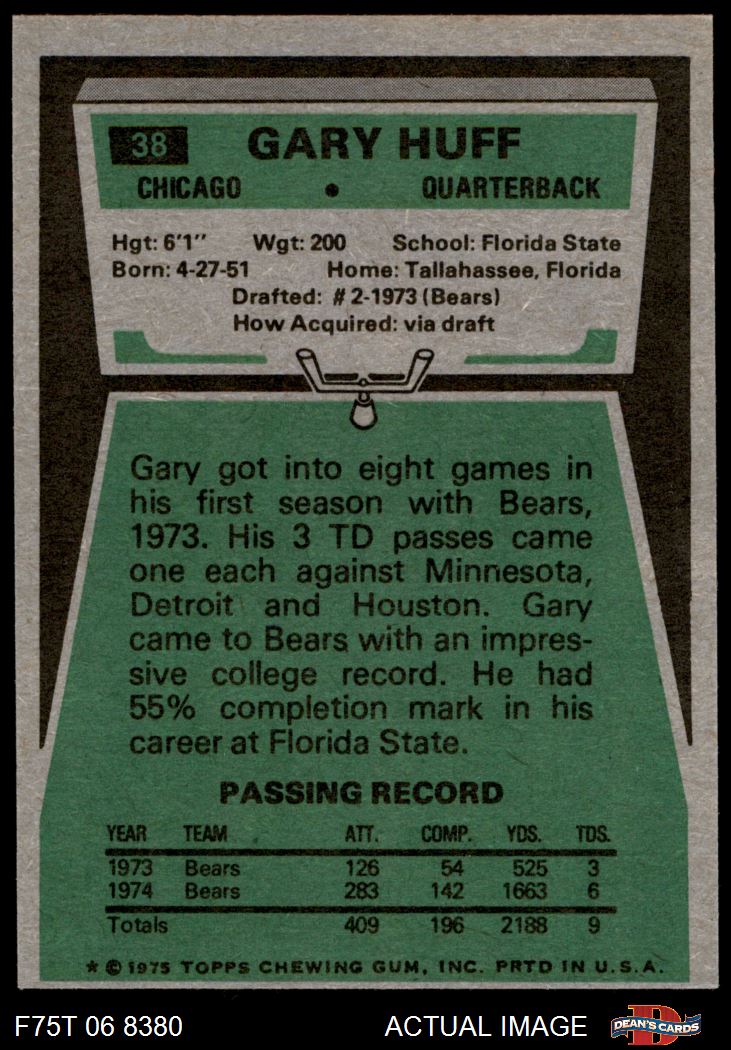 38 GARY HUFF
CHICAGO • QUARTERBACK
Hgt: 6'1" Wgt: 200 School: Florida State
Born: 4-27-51 Home: Tallahassee, Florida
Drafted: #2-1973 (Bears)
How Acquired: via draft
Gary got into eight games in
his first season with Bears,
1973. His 3 TD passes came
one each against Minnesota,
Detroit and Houston. Gary
came to Bears with an impres-
sive college record. He had
55% completion mark in his
career at Florida State.
PASSING RECORD
YEAR TEAM ATT. COMP. YDS. TDS.
1973 Bears 126 54 525 3
1974 Bears 283 142 1663 6
Totals 409 196 2188 9
* © 1975 TOPPS CHEWING GUM, INC. PRTD IN U.S.A.
F75T 06 8380 ACTUAL IMAGE D DEAN'S CARDS